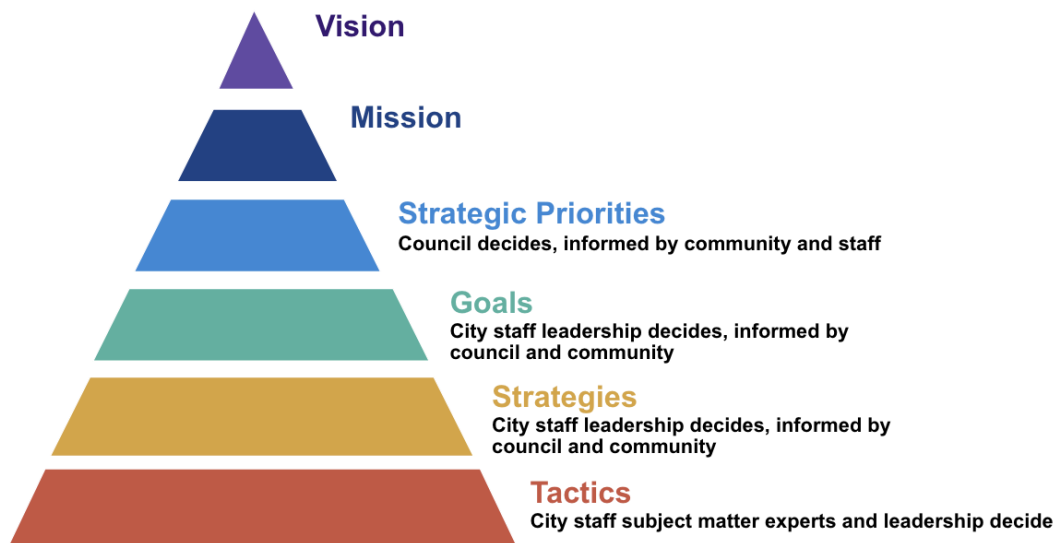 Vision
Mission
Strategic Priorities
Council decides, informed by community and staff
Goals
City staff leadership decides, informed by
council and community
Strategies
City staff leadership decides, informed by
council and community
Tactics
City staff subject matter experts and leadership decide